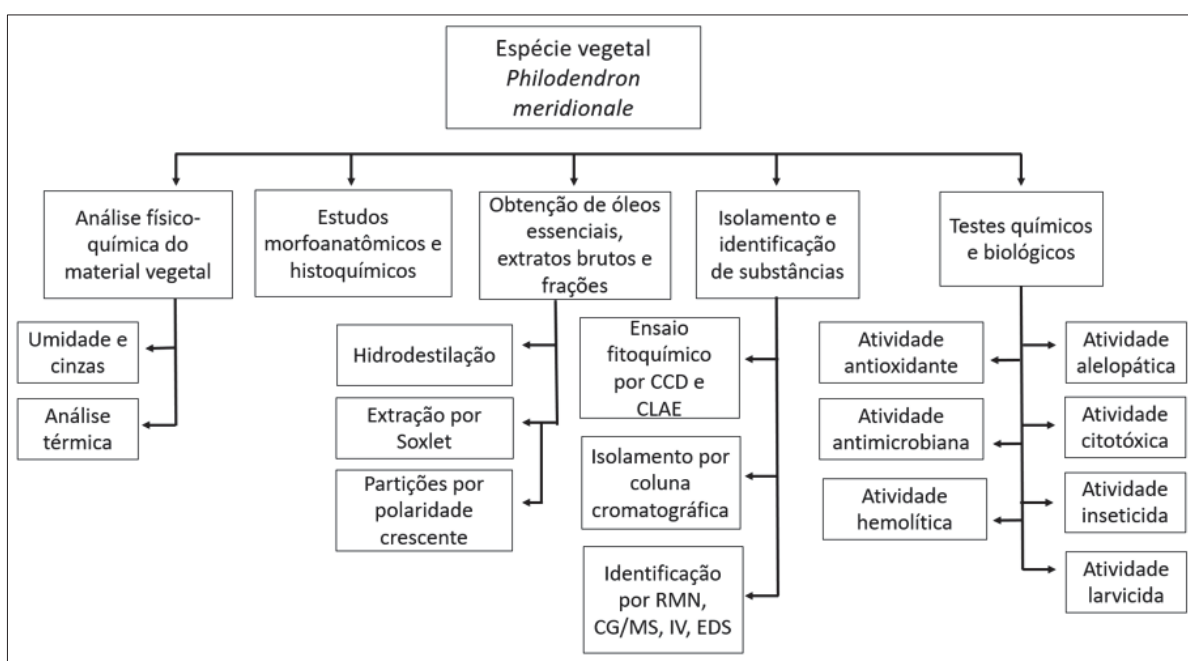 Espécie vegetal
Philodendron
meridionale
Análise físico-
química do
material vegetal
Umidade e
cinzas
Análise
térmica
Estudos
morfoanatômicos e
histoquímicos
Obtenção de óleos
essenciais,
extratos brutos e
frações
Hidrodestilação
Extração por
Soxlet
Partições por
polaridade
crescente
Isolamento e
identificação
de substâncias
Ensaio
fitoquímico
por CCD e
CLAE
Isolamento por
coluna
cromatográfica
Identificação
por RMN,
CG/MS, IV, EDS
Testes químicos
e biológicos
Atividade
antioxidante
Atividade
antimicrobiana
Atividade
hemolítica
Atividade
alelopática
Atividade
citotóxica
Atividade
inseticida
Atividade
larvicida